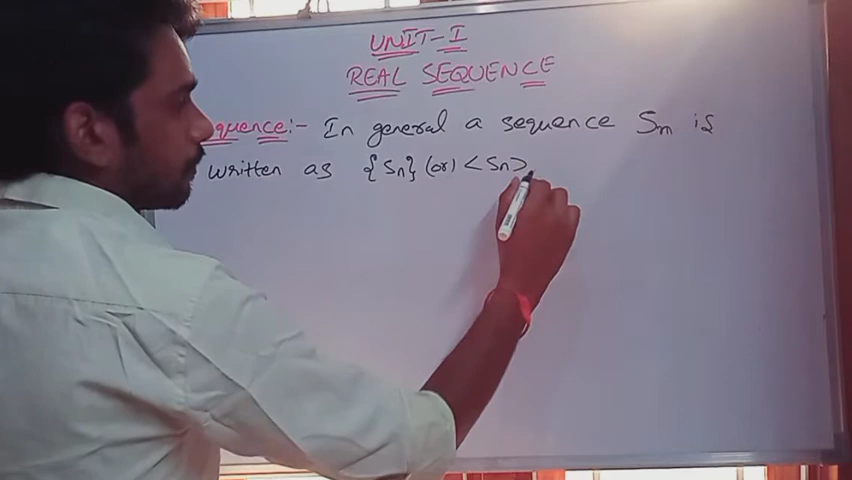 UNIT-I
REAL SEQUENCE
quence:- In general a sequence Sn is
written as {Sn} (or) <Sn>